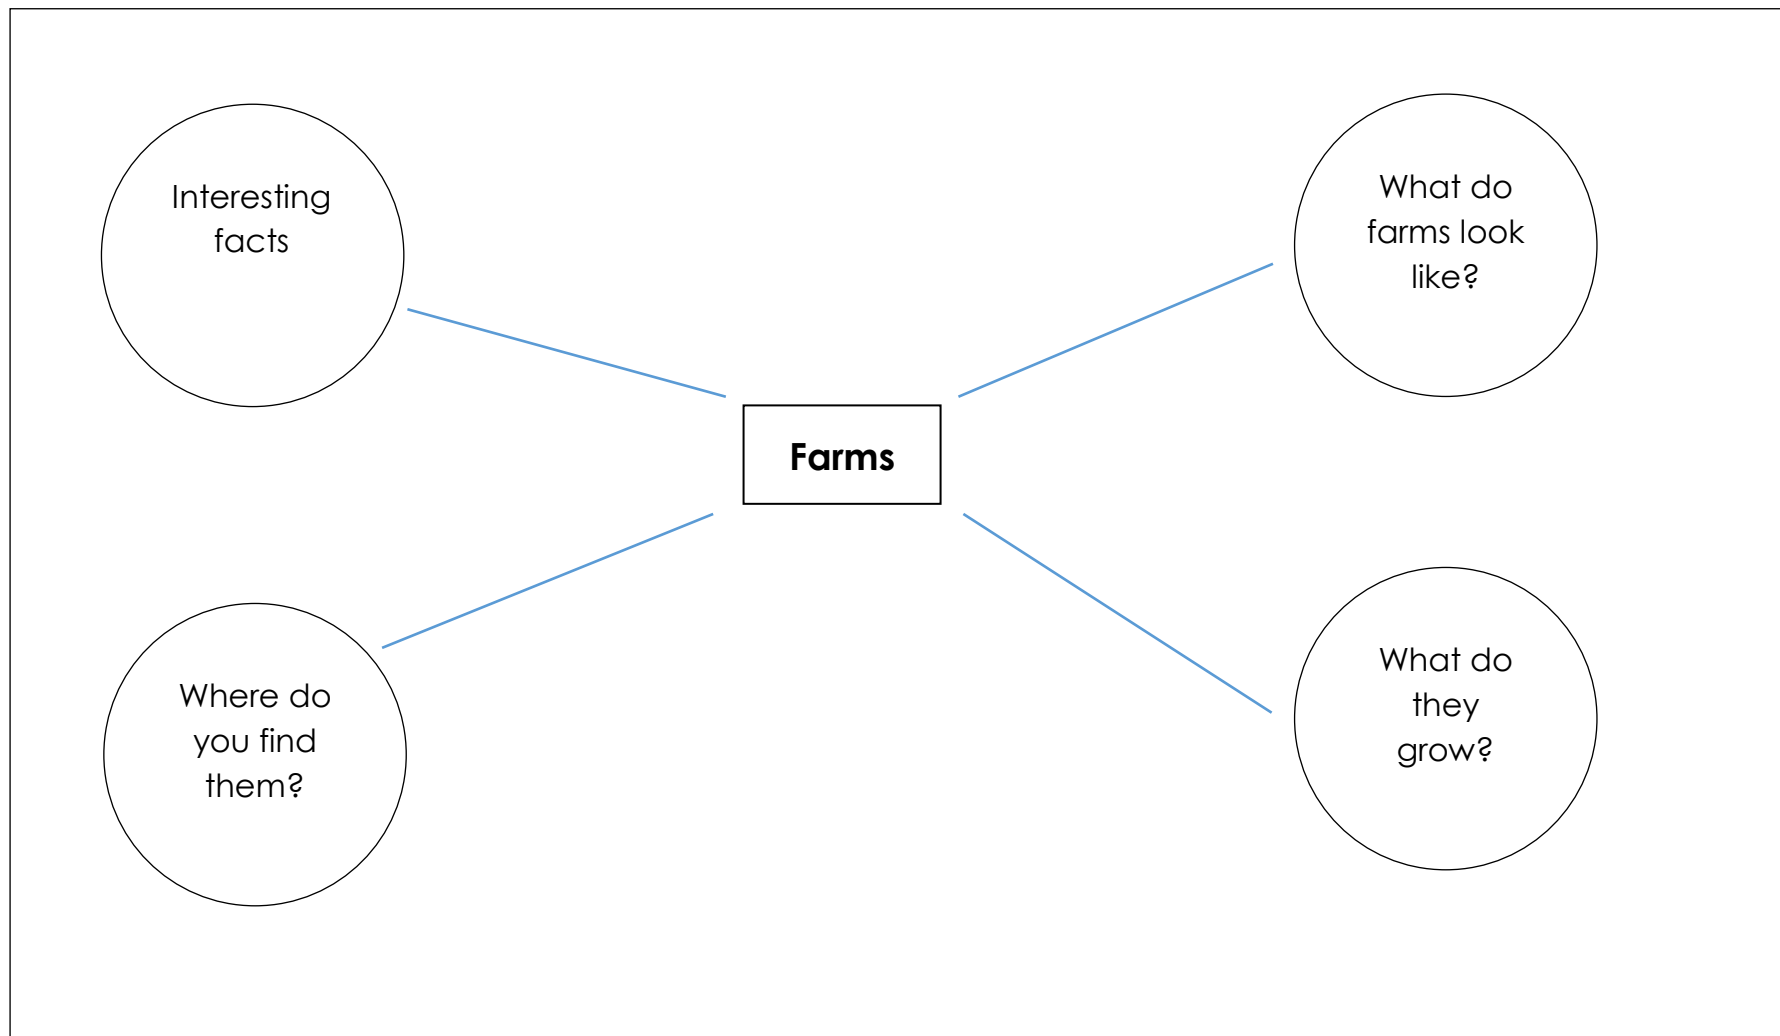 Interesting
facts
What do
farms look
like?
Farms
Where do
you find
them?
What do
they
grow?